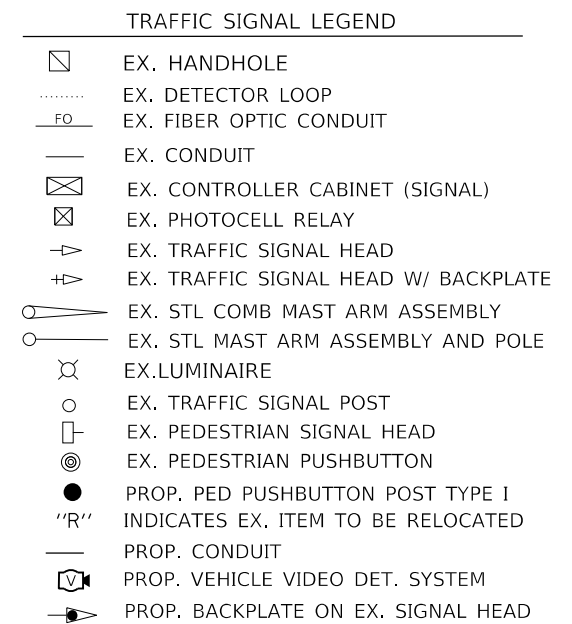 TRAFFIC SIGNAL LEGEND
EX. HANDHOLE
EX. DETECTOR LOOP
FO EX. FIBER OPTIC CONDUIT
EX. CONDUIT
EX. CONTROLLER CABINET (SIGNAL)
EX. PHOTOCELL RELAY
EX. TRAFFIC SIGNAL HEAD
EX. TRAFFIC SIGNAL HEAD W/ BACKPLATE
EX. STL COMB MAST ARM ASSEMBLY
EX. STL MAST ARM ASSEMBLY AND POLE
EX.LUMINAIRE
EX. TRAFFIC SIGNAL POST
EX. PEDESTRIAN SIGNAL HEAD
EX. PEDESTRIAN PUSHBUTTON
PROP. PED PUSHBUTTON POST TYPE I
''R'' INDICATES EX. ITEM TO BE RELOCATED
PROP. CONDUIT
V PROP. VEHICLE VIDEO DET. SYSTEM
PROP. BACKPLATE ON EX. SIGNAL HEAD